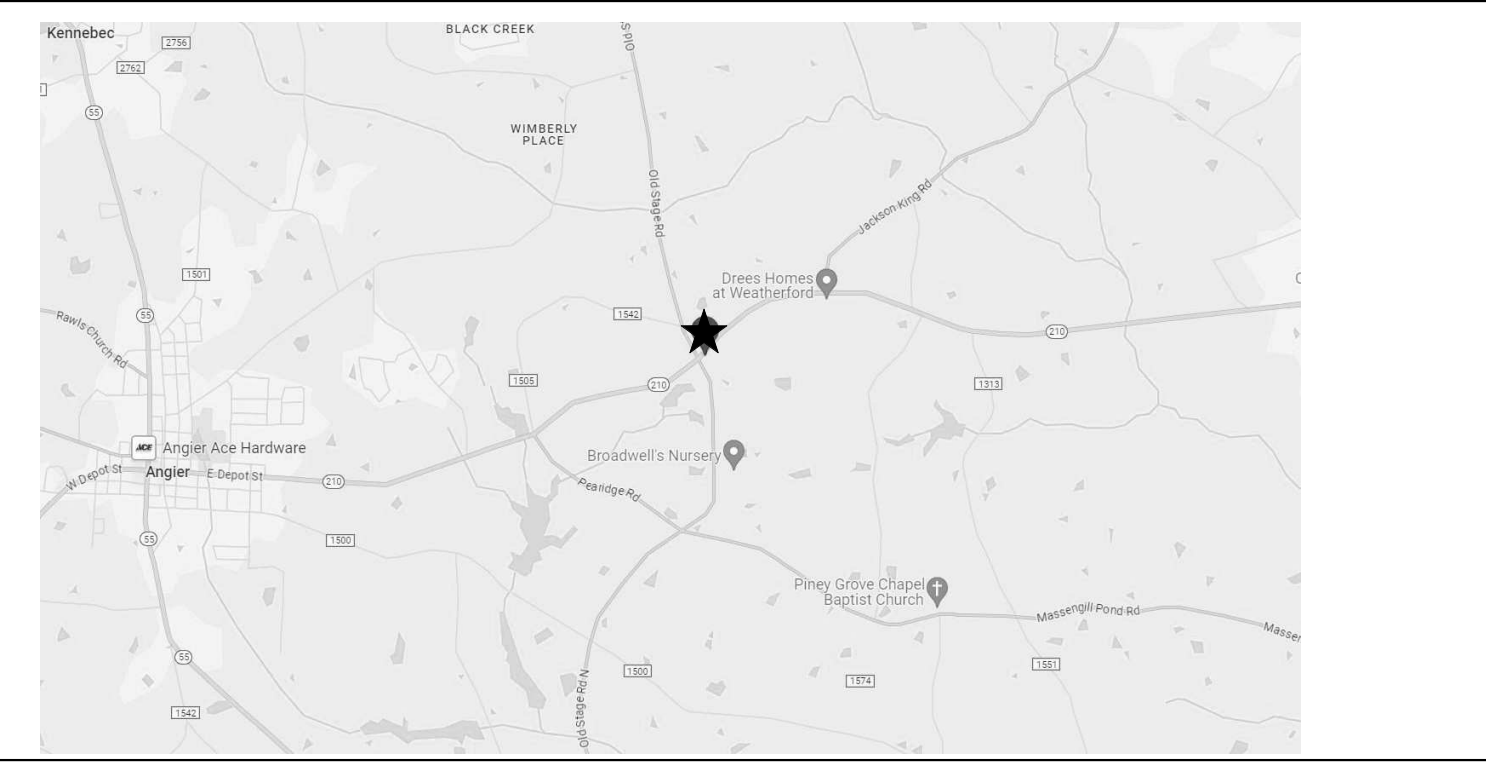 Kennebec
BLACK CREEK
2756
2762
55
WIMBERLY
PLACE
Old Stage Rd
Jackson King Rd
1501
Drees Homes
at Weatherford
1542
55
210
Rawls Church Rd
1505
210
1313
ACE
Angier Ace Hardware
Broadwell's Nursery
W Depot St
Angier
E Depot St
210
Pearidge Rd
55
1500
Piney Grove Chapel
Baptist Church
Massengill Pond Rd
55
1500
1551
1574
Old Stage Rd N
1542